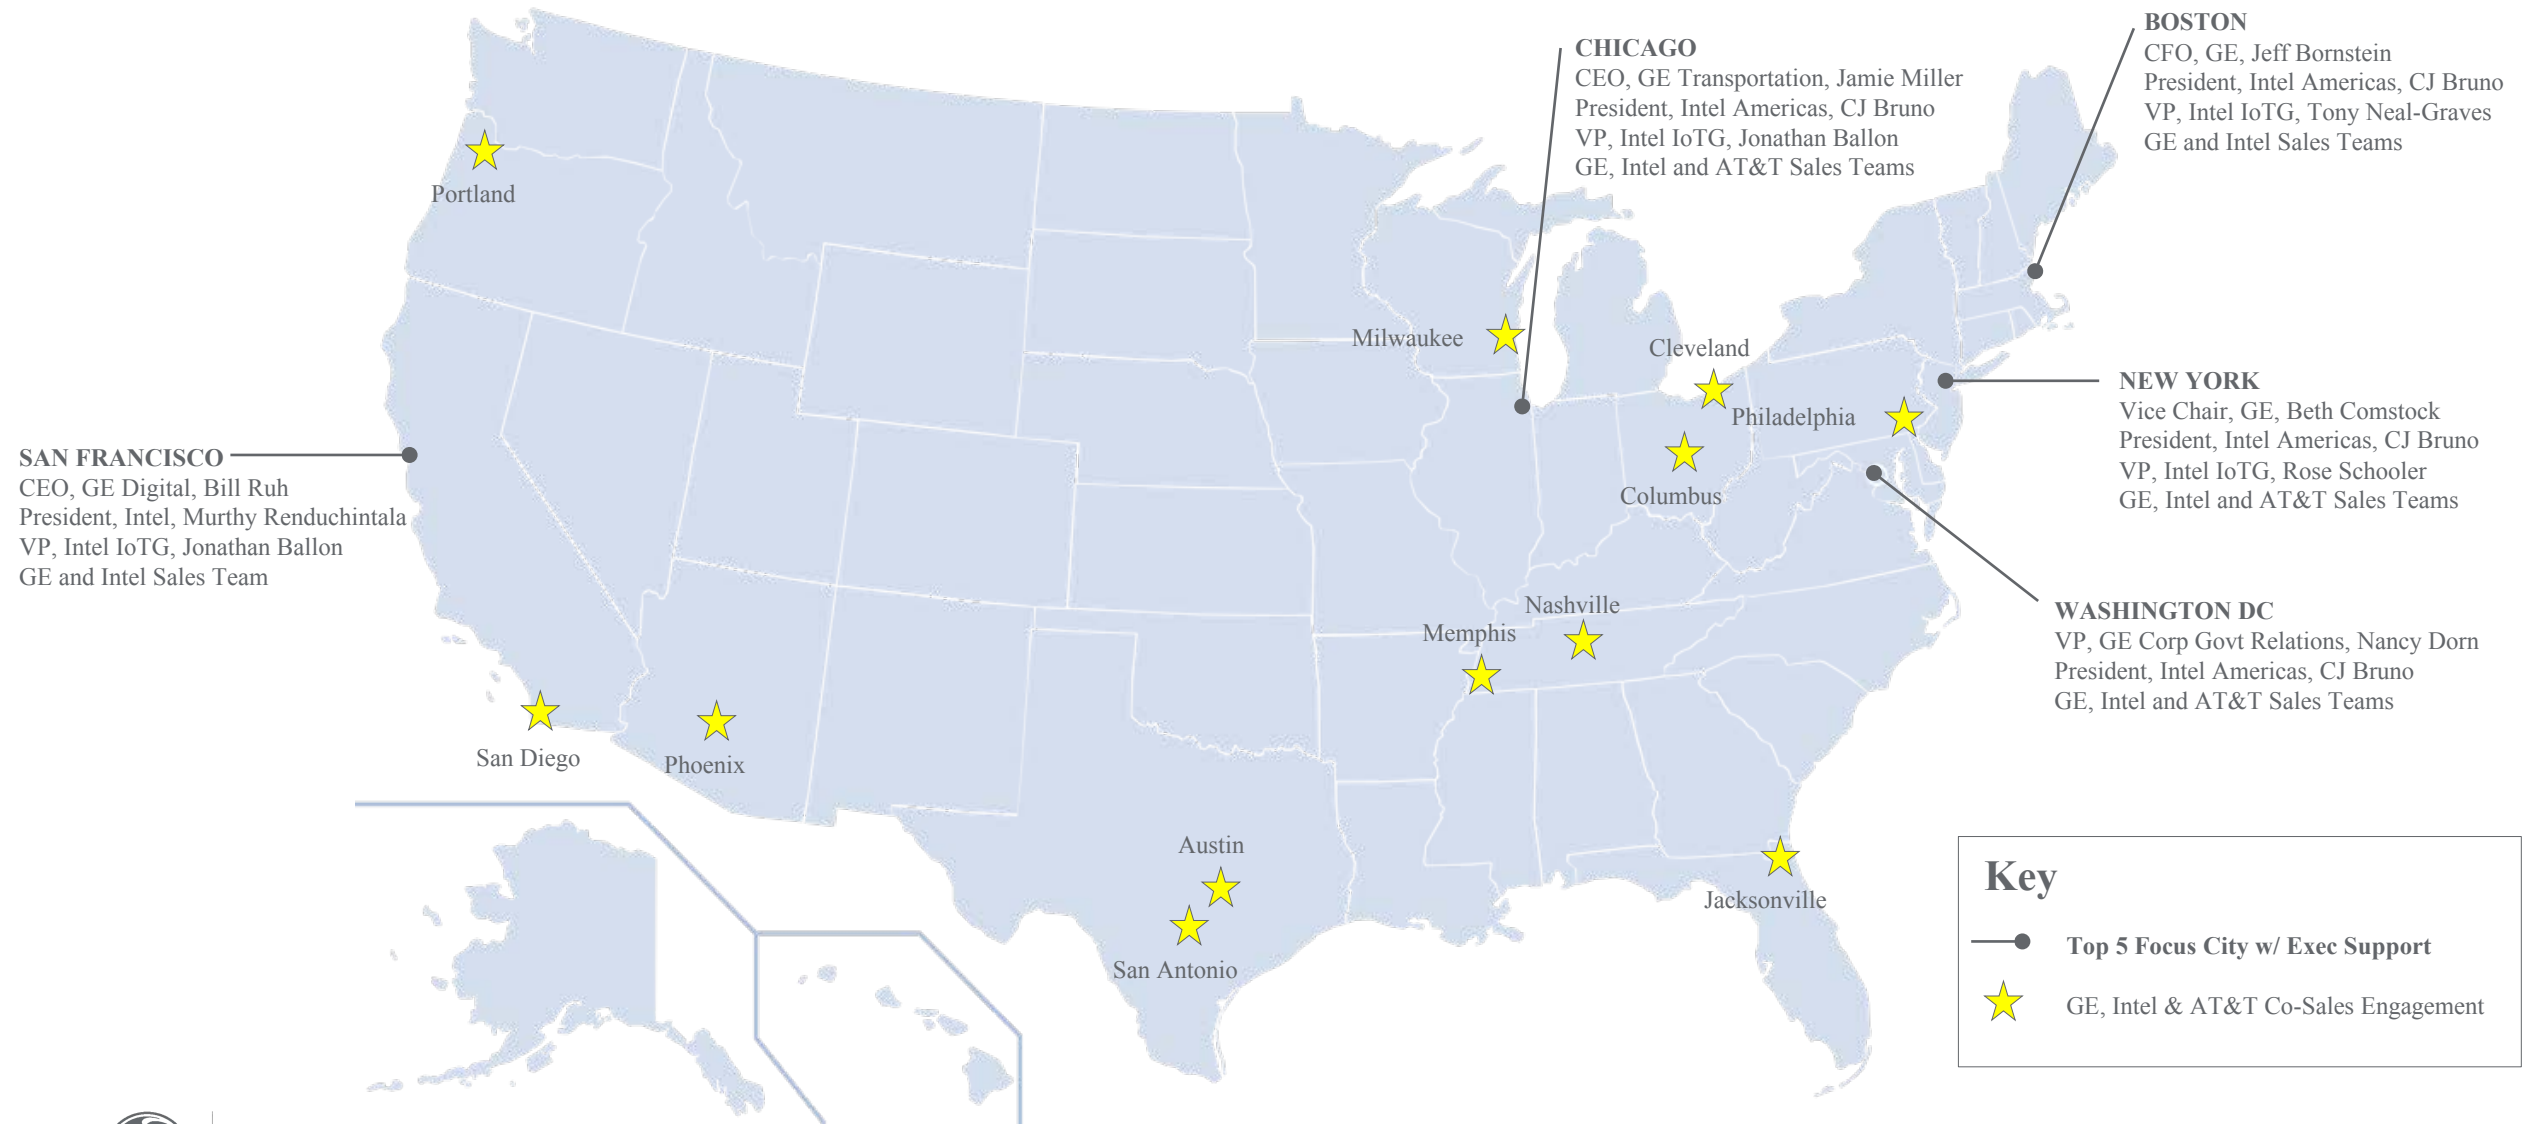 BOSTON
CFO, GE, Jeff Bornstein
President, Intel Americas, CJ Bruno
VP, Intel IoTG, Tony Neal-Graves
GE and Intel Sales Teams
CHICAGO
CEO, GE Transportation, Jamie Miller
President, Intel Americas, CJ Bruno
VP, Intel IoTG, Jonathan Ballon
GE, Intel and AT&T Sales Teams
Portland
Milwaukee
Cleveland
Philadelphia
Columbus
NEW YORK
Vice Chair, GE, Beth Comstock
President, Intel Americas, CJ Bruno
VP, Intel IoTG, Rose Schooler
GE, Intel and AT&T Sales Teams
SAN FRANCISCO
CEO, GE Digital, Bill Ruh
President, Intel, Murthy Renduchintala
VP, Intel IoTG, Jonathan Ballon
GE and Intel Sales Team
Nashville
Memphis
WASHINGTON DC
VP, GE Corp Govt Relations, Nancy Dorn
President, Intel Americas, CJ Bruno
GE, Intel and AT&T Sales Teams
San Diego
Phoenix
Austin
San Antonio
Jacksonville
Key
Top 5 Focus City w/ Exec Support
GE, Intel & AT&T Co-Sales Engagement